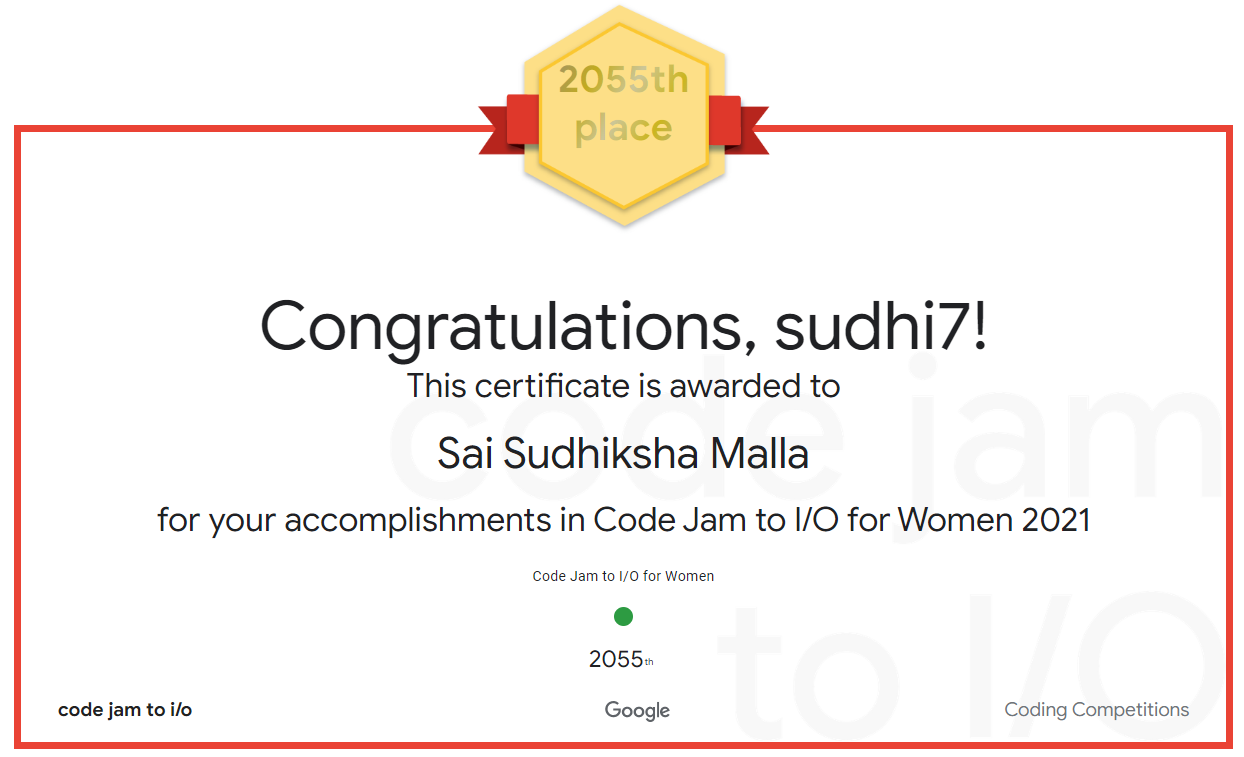 2055th
place
Congratulations, sudhi7!
This certificate is awarded to
Sai Sudhiksha Malla
for your accomplishments in Code Jam to I/O for Women 2021
Code Jam to I/O for Women
2055th
code jam to i/o
Google
Coding Competitions
code jam
to I/O